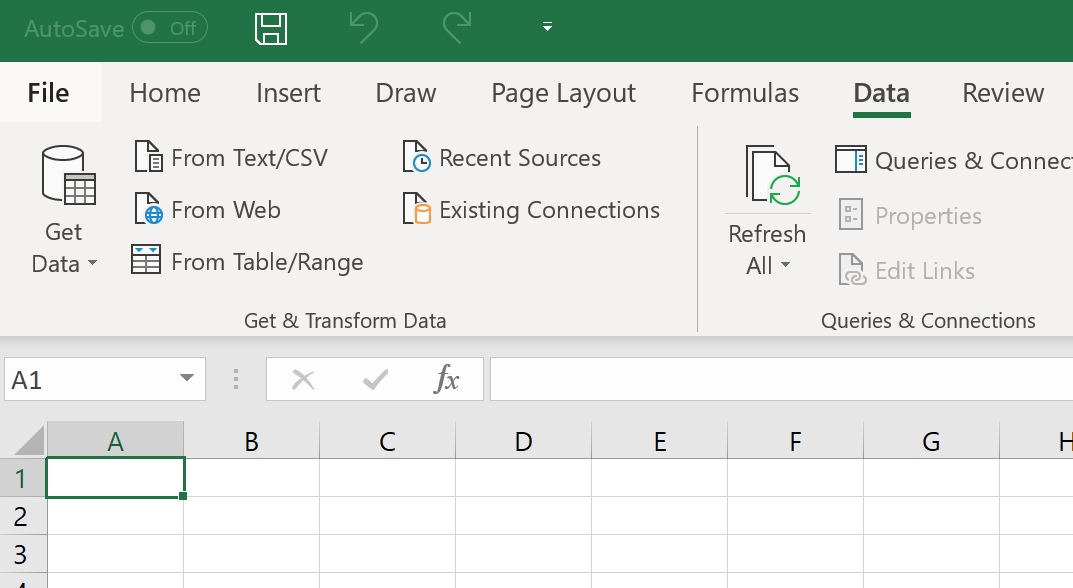 AutoSave Off
File Home Insert Draw Page Layout Formulas Data Review
From Text/CSV Recent Sources Queries & Connect
From Web Existing Connections Properties
Get Data From Table/Range Refresh All Edit Links
Get & Transform Data Queries & Connections
A1 fx
A B C D E F G H
1
2
3
4